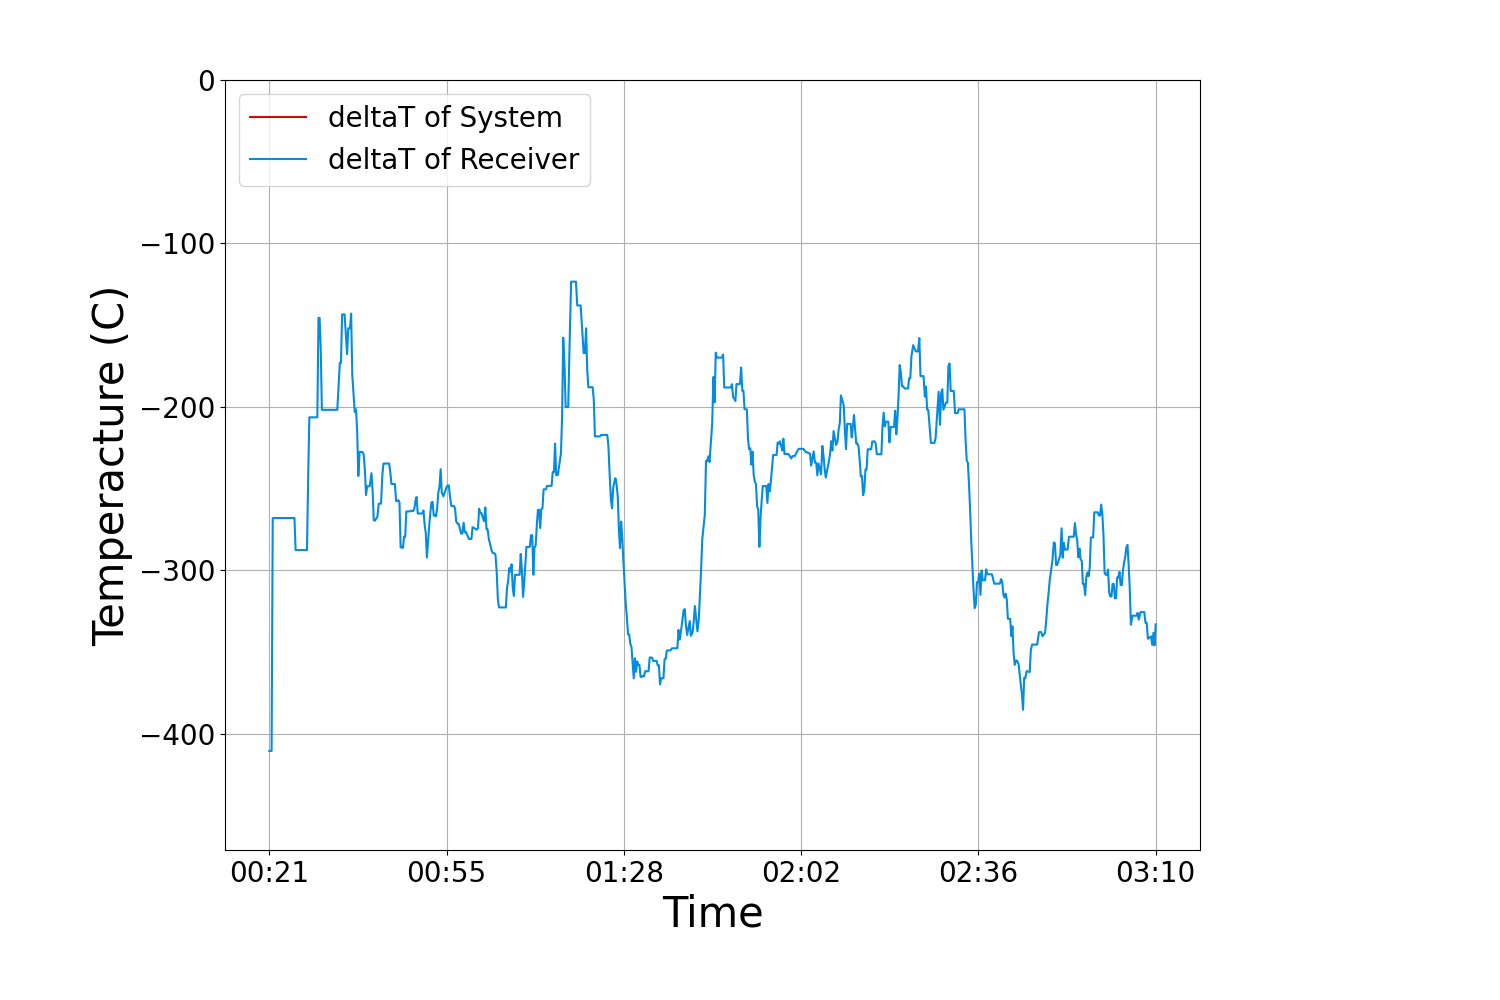 0
deltaT of System
deltaT of Receiver
−100
−200
−300
−400
Temperacture (C)
00:21 00:55 01:28 02:02 02:36 03:10
Time